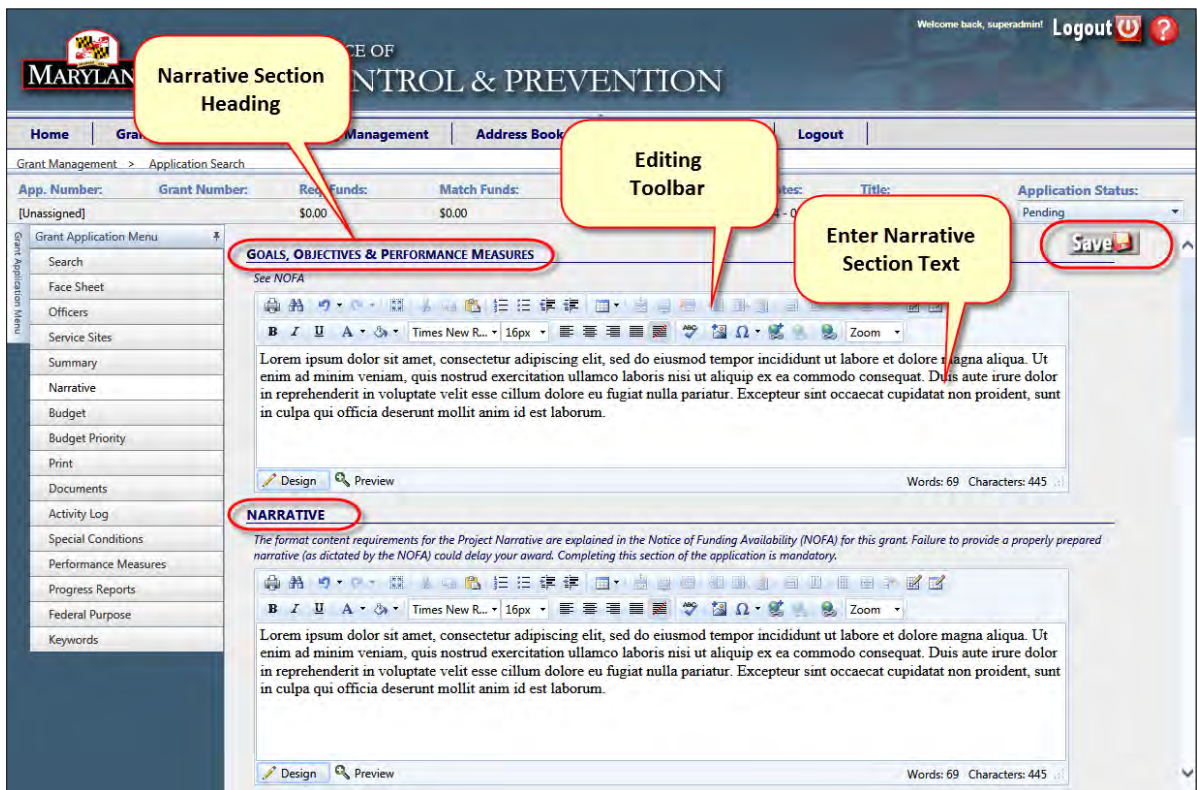 Welcome back, superadmin! Logout
MARYLAN
CE OF
NTROL & PREVENTION
Narrative Section
Heading
Home Gra Management Address Book Logout
Editing
Toolbar
Grant Management > Application Search
App. Number: Grant Number: Req Funds: Match Funds: Title: Application Status:
[Unassigned] $0.00 $0.00 Pending
Enter Narrative
Section Text
Save
Grant Application Menu
Grant Application Menu
Search
Face Sheet
Officers
Service Sites
Summary
Narrative
Budget
Budget Priority
Print
Documents
Activity Log
Special Conditions
Performance Measures
Progress Reports
Federal Purpose
Keywords
GOALS, OBJECTIVES & PERFORMANCE MEASURES
See NOFA
B I U A Times New R... 16px ABC Ω Zoom
Lorem ipsum dolor sit amet, consectetur adipiscing elit, sed do eiusmod tempor incididunt ut labore et dolore magna aliqua. Ut
enim ad minim veniam, quis nostrud exercitation ullamco laboris nisi ut aliquip ex ea commodo consequat. Duis aute irure dolor
in reprehenderit in voluptate velit esse cillum dolore eu fugiat nulla pariatur. Excepteur sint occaecat cupidatat non proident, sunt
in culpa qui officia deserunt mollit anim id est laborum.
Design Preview Words: 69 Characters: 445
NARRATIVE
The format content requirements for the Project Narrative are explained in the Notice of Funding Availability (NOFA) for this grant. Failure to provide a properly prepared
narrative (as dictated by the NOFA) could delay your award. Completing this section of the application is mandatory.
B I U A Times New R... 16px ABC Ω Zoom
Lorem ipsum dolor sit amet, consectetur adipiscing elit, sed do eiusmod tempor incididunt ut labore et dolore magna aliqua. Ut
enim ad minim veniam, quis nostrud exercitation ullamco laboris nisi ut aliquip ex ea commodo consequat. Duis aute irure dolor
in reprehenderit in voluptate velit esse cillum dolore eu fugiat nulla pariatur. Excepteur sint occaecat cupidatat non proident, sunt
in culpa qui officia deserunt mollit anim id est laborum.
Design Preview Words: 69 Characters: 445